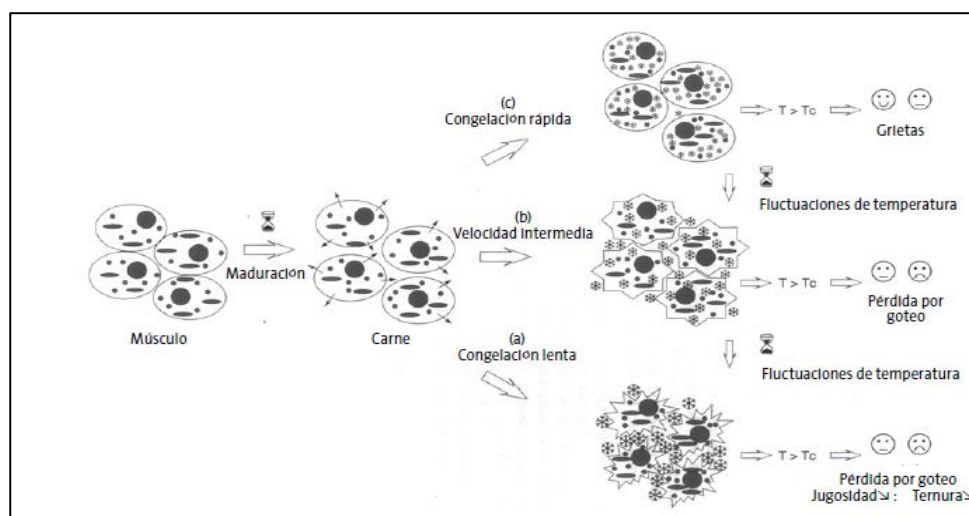 (c)
Congelación rápida
T > Tc
Grietas
Fluctuaciones de temperatura
(b)
Velocidad intermedia
Maduración
T > Tc
Pérdida por
goteo
Músculo
Carne
(a)
Congelación lenta
Fluctuaciones de temperatura
T > Tc
Pérdida por goteo
Jugosidad↘ : Ternura↘